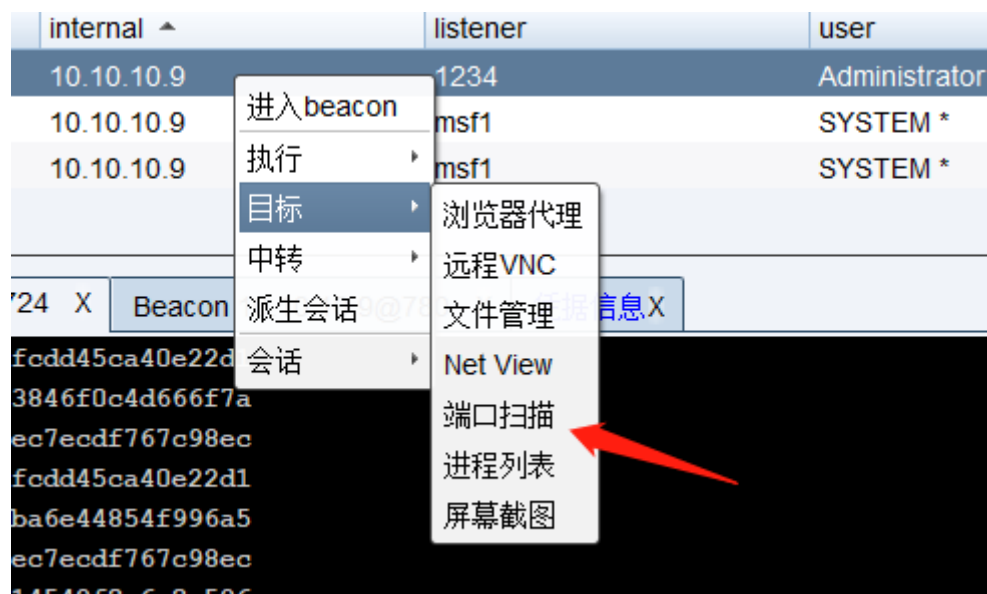 internal listener user
10.10.10.9 1234 Administrator
10.10.10.9 msf1 SYSTEM *
10.10.10.9 msf1 SYSTEM *
进入beacon
执行
目标
中转
派生会话
会话
浏览器代理
远程VNC
文件管理
Net View
端口扫描
进程列表
屏幕截图
724 X Beacon 信息X
fcdd45ca40e22d
3846f0c4d666f7a
ec7ecdf767c98ec
fcdd45ca40e22d1
ba6e44854f996a5
ec7ecdf767c98ec